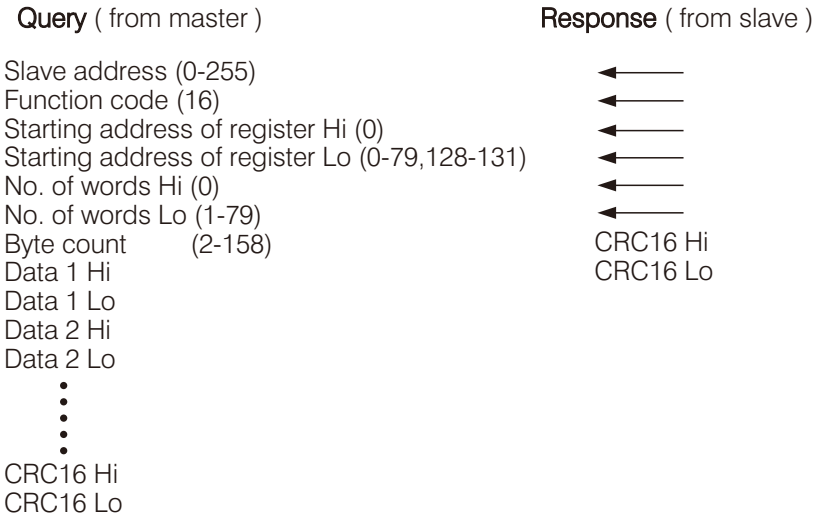 Query ( from master ) Response ( from slave )
Slave address (0-255)
Function code (16)
Starting address of register Hi (0)
Starting address of register Lo (0-79,128-131)
No. of words Hi (0)
No. of words Lo (1-79)
Byte count (2-158) CRC16 Hi
Data 1 Hi CRC16 Lo
Data 1 Lo
Data 2 Hi
Data 2 Lo
CRC16 Hi
CRC16 Lo